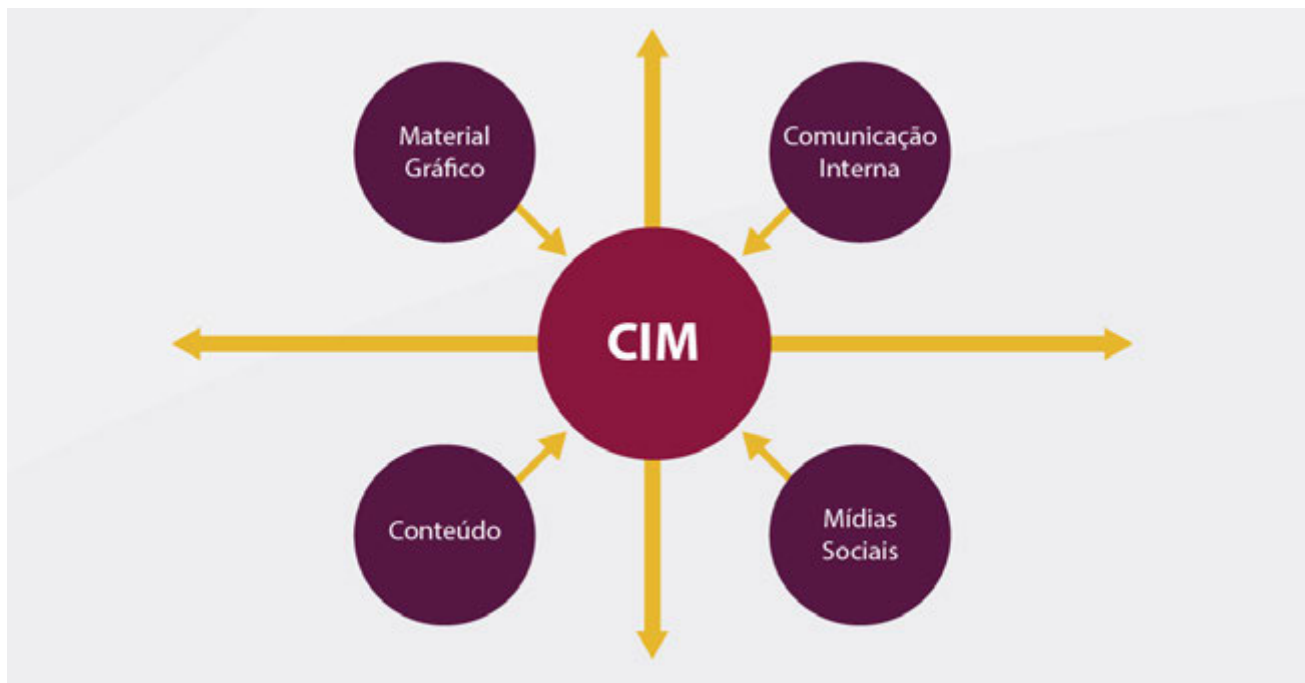 Material
Gráfico
Comunicação
Interna
CIM
Conteúdo
Mídias
Sociais